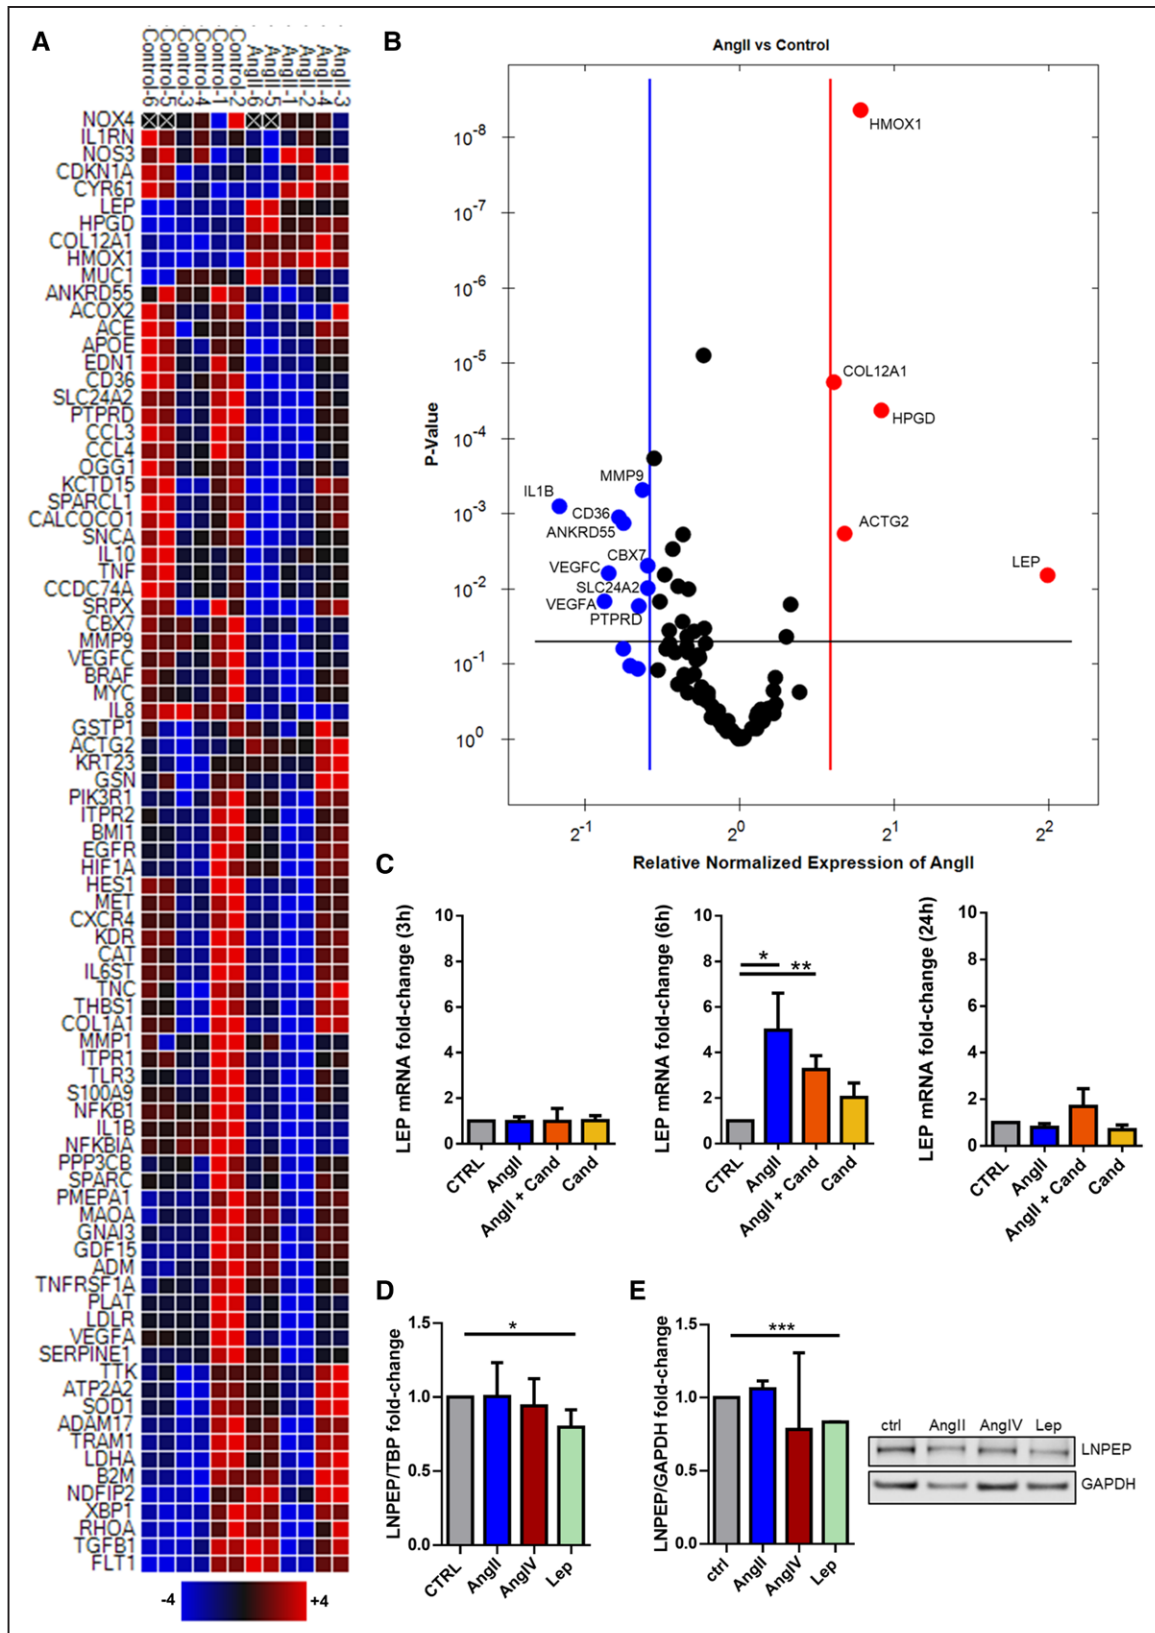 A
Control-6
Control-5
Control-3
Control-4
Control-1
Control-2
AngII-6
AngII-5
AngII-1
AngII-2
AngII-4
AngII-3
NOX4
IL1RN
NOS3
CDKN1A
CYR61
LEP
HPGD
COL12A1
HMOX1
MUC1
ANKRD55
ACOX2
ACE
APOE
EDN1
CD36
SLC24A2
PTPRD
CCL3
CCL4
OGG1
KCTD15
SPARCL1
CALCOCO1
SNCA
IL10
TNF
CCDC74A
SRPX
CBX7
MMP9
VEGFC
BRAF
MYC
IL8
GSTP1
ACTG2
KRT23
GSN
PIK3R1
ITPR2
BMI1
EGFR
HIF1A
HES1
MET
CXCR4
KDR
CAT
IL6ST
TNC
THBS1
COL1A1
MMP1
ITPR1
TLR3
S100A9
NFKB1
IL1B
NFKBIA
PPP3CB
SPARC
PMEPA1
MAOA
GNAI3
GDF15
ADM
TNFRSF1A
PLAT
LDLR
VEGFA
SERPINE1
TTK
ATP2A2
SOD1
ADAM17
TRAM1
LDHA
B2M
NDFIP2
XBP1
RHOA
TGFB1
FLT1
-4 +4
B
AngII vs Control
P-Value
10-8
10-7
10-6
10-5
10-4
10-3
10-2
10-1
10 0
HMOX1
COL12A1
HPGD
ACTG2
LEP
MMP9
IL1B
CD36
ANKRD55
CBX7
VEGFC
SLC24A2
VEGFA
PTPRD
2-1 2 0 2 1 2 2
Relative Normalized Expression of AngII
C
LEP mRNA fold-change (3h)
10
8
6
4
2
0
CTRL
AngII
AngII + Cand
Cand
LEP mRNA fold-change (6h)
10
8
6
4
2
0
*
**
CTRL
AngII
AngII + Cand
Cand
LEP mRNA fold-change (24h)
10
8
6
4
2
0
CTRL
AngII
AngII + Cand
Cand
D
LNPEP/TBP fold-change
1.5
1.0
0.5
0.0
*
CTRL
AngII
AngIV
Lep
E
LNPEP/GAPDH fold-change
1.5
1.0
0.5
0.0
***
ctrl
AngII
AngIV
Lep
ctrl AngII AngIV Lep
LNPEP
GAPDH